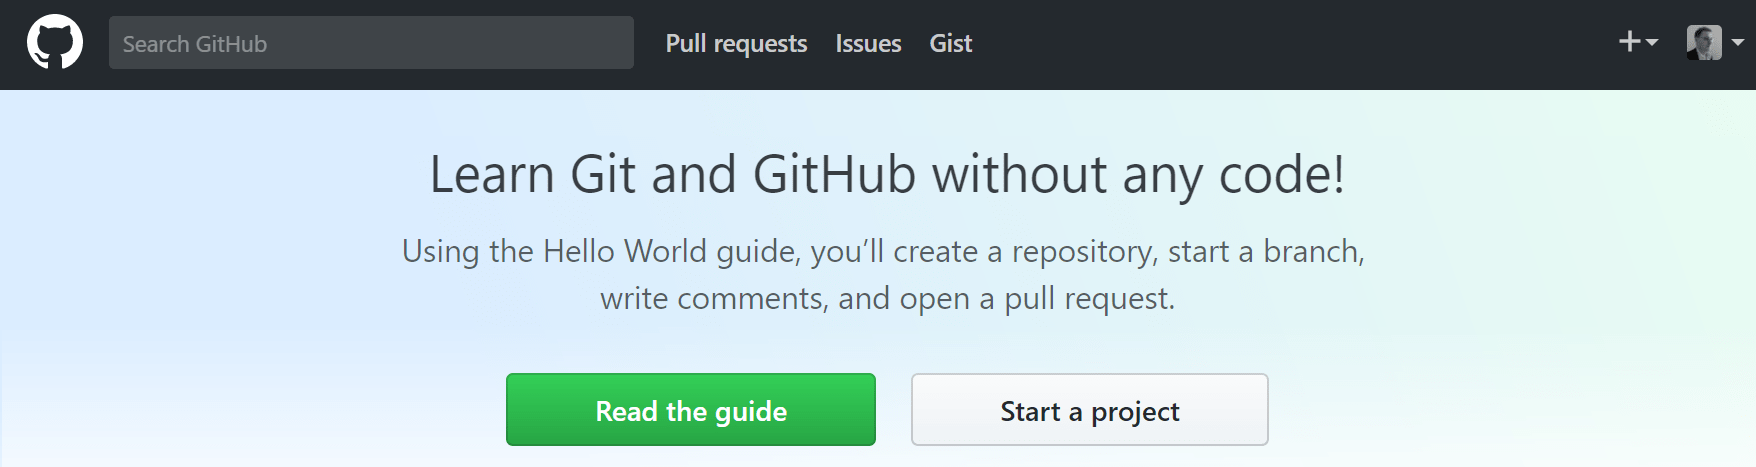 Search GitHub
Pull requests
Issues
Gist
Learn Git and GitHub without any code!
Using the Hello World guide, you’ll create a repository, start a branch,
write comments, and open a pull request.
Read the guide
Start a project